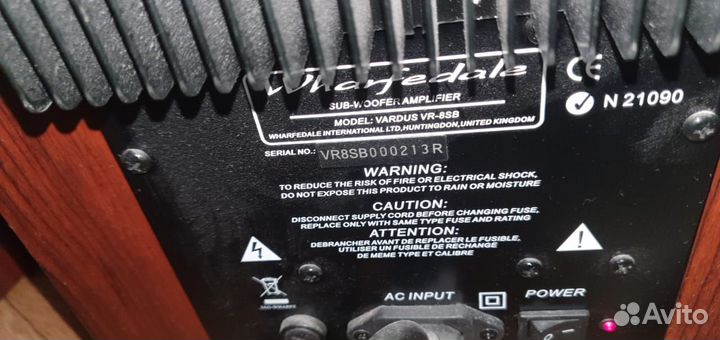 Wharfedale
SUB-WOOFER AMPLIFIER
MODEL: VARDUS VR-8SB
WHARFEDALE INTERNATIONAL LTD, HUNTINGDON, UNITED KINGDOM
CE
N 21090
SERIAL NO.: VR8SB000213R
WARNING:
TO REDUCE THE RISK OF FIRE OR ELECTRICAL SHOCK,
DO NOT EXPOSE THIS PRODUCT TO RAIN OR MOISTURE
CAUTION:
DISCONNECT SUPPLY CORD BEFORE CHANGING FUSE,
REPLACE ONLY WITH SAME TYPE FUSE AND RATING
ATTENTION:
DEBRANCHER AVANT DE REPLACER LE FUSIBLE,
UTILISER UN FUSIBLE DE RECHANGE
DE MEME TYPE ET CALIBRE
AC INPUT
POWER
Avito